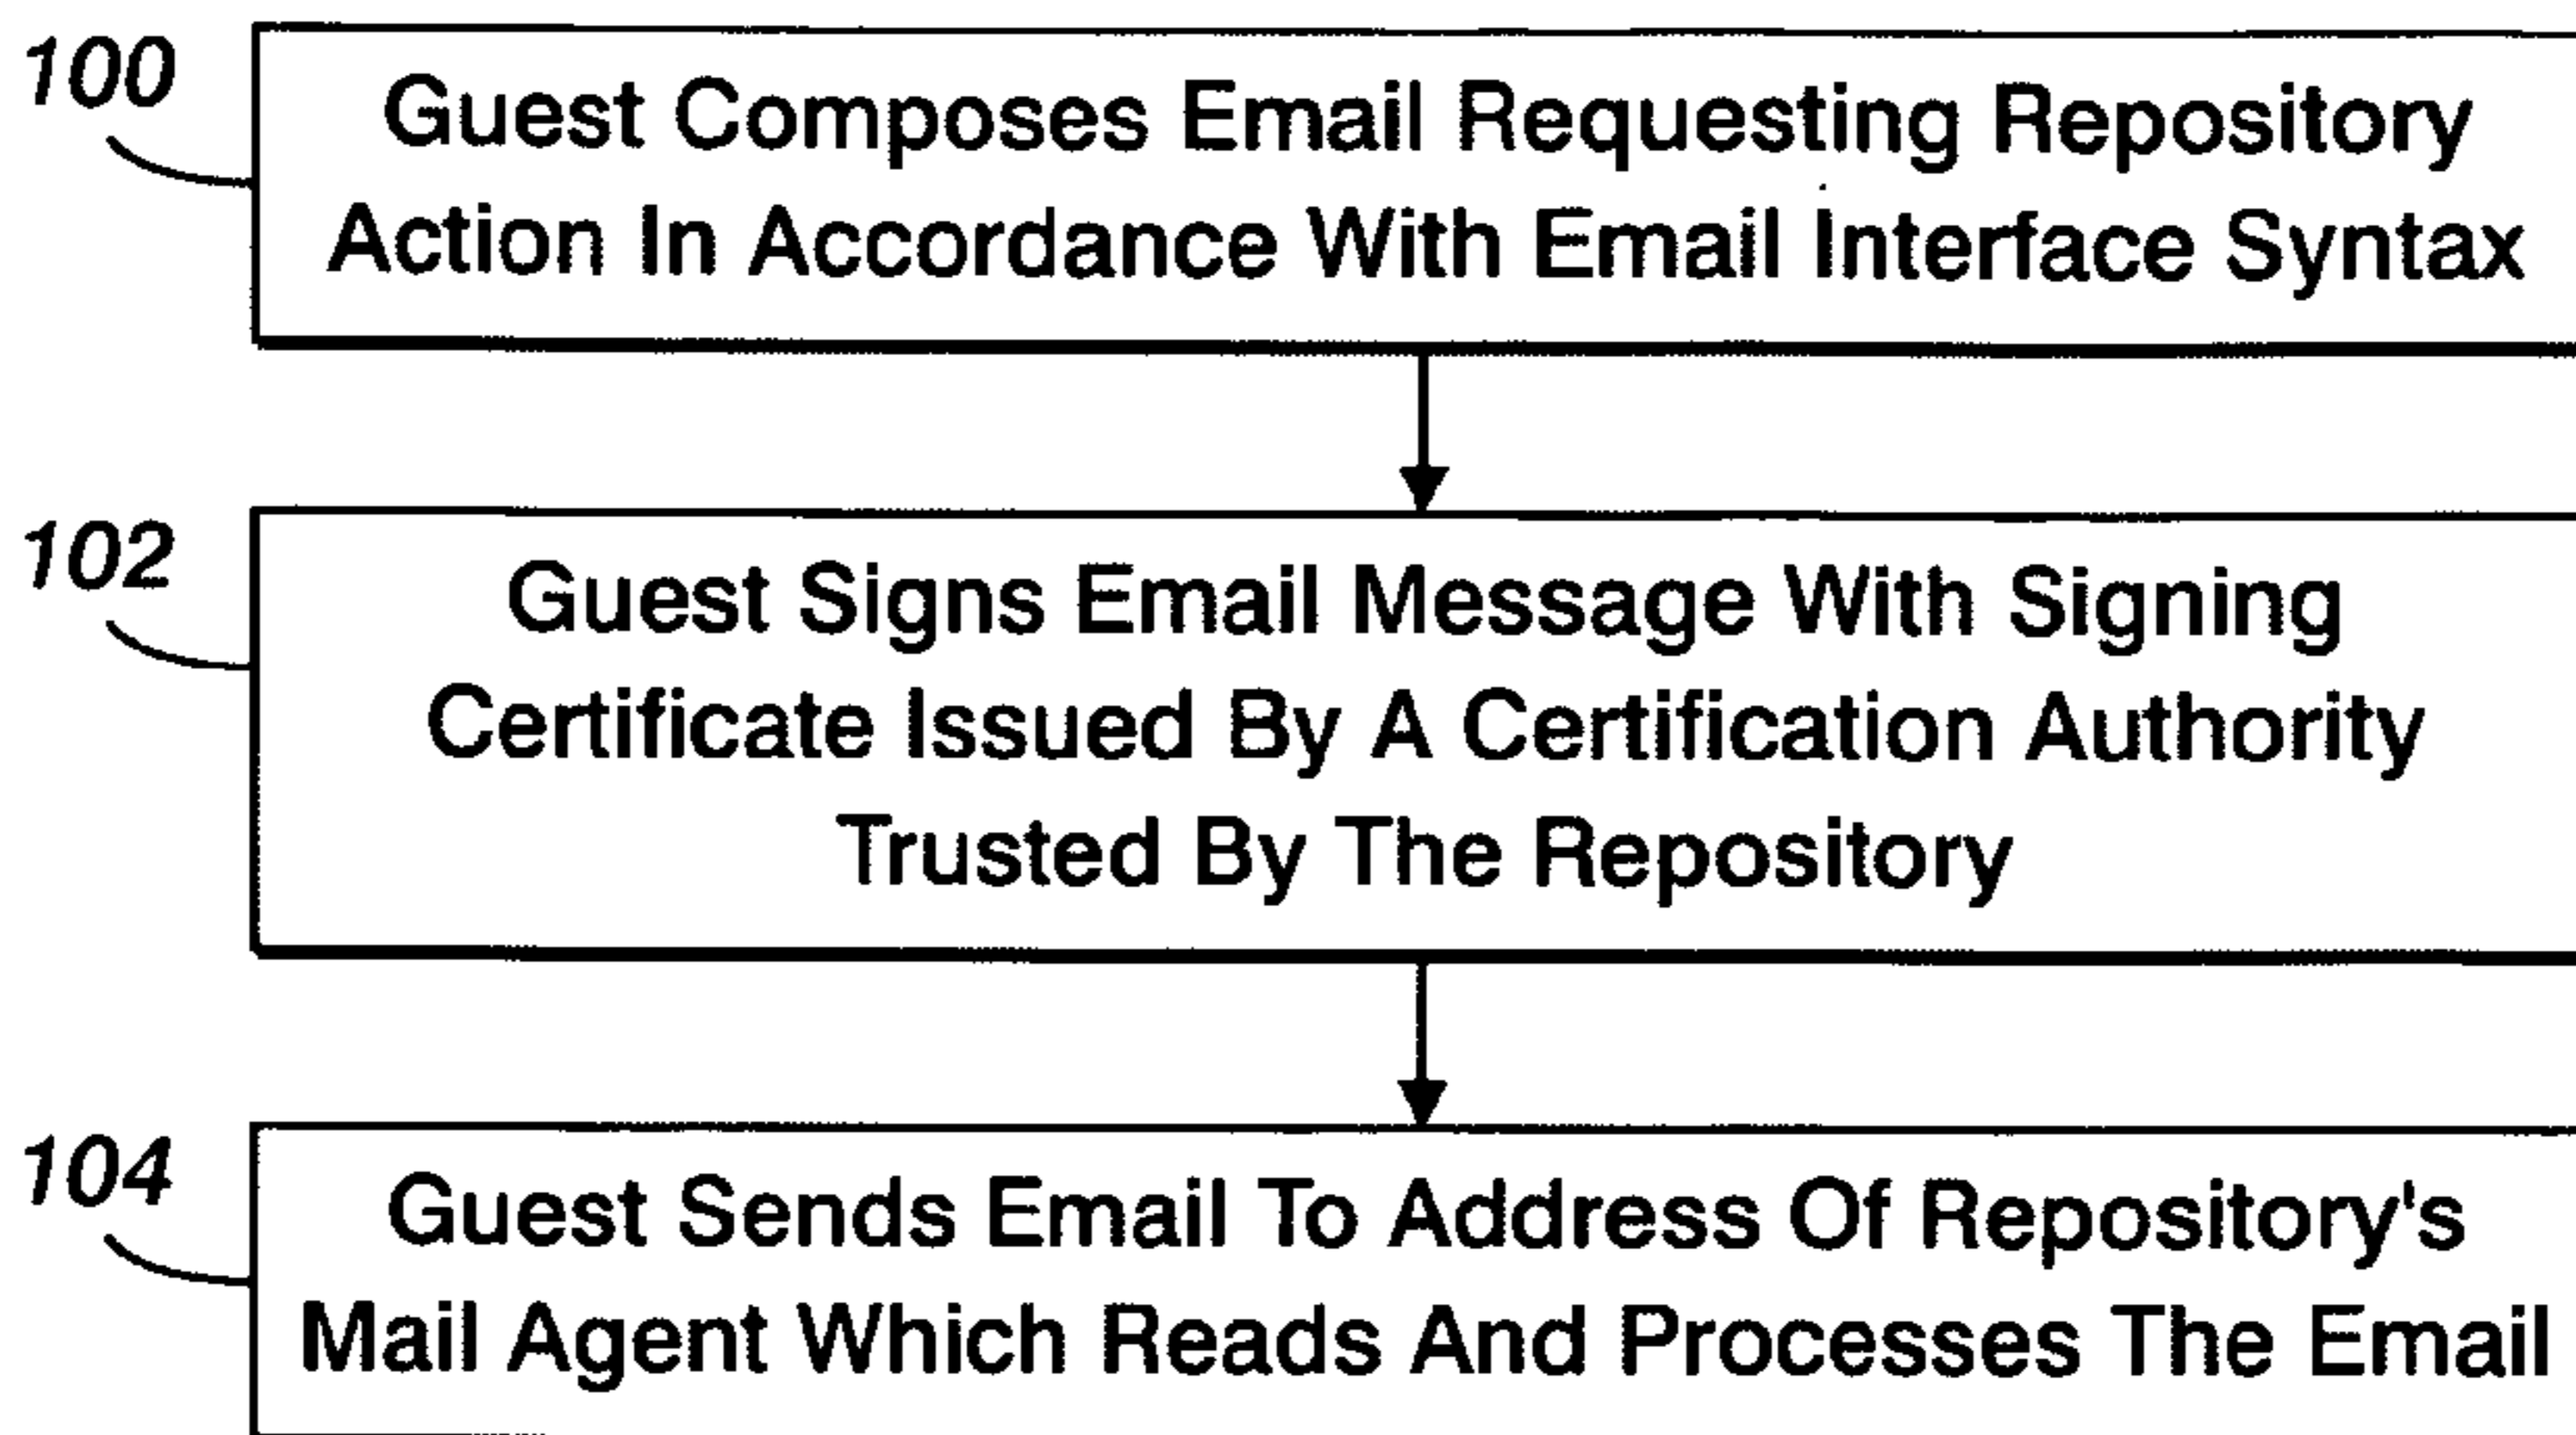 100
Guest Composes Email Requesting Repository
Action In Accordance With Email Interface Syntax
102
Guest Signs Email Message With Signing
Certificate Issued By A Certification Authority
Trusted By The Repository
104
Guest Sends Email To Address Of Repository's
Mail Agent Which Reads And Processes The Email